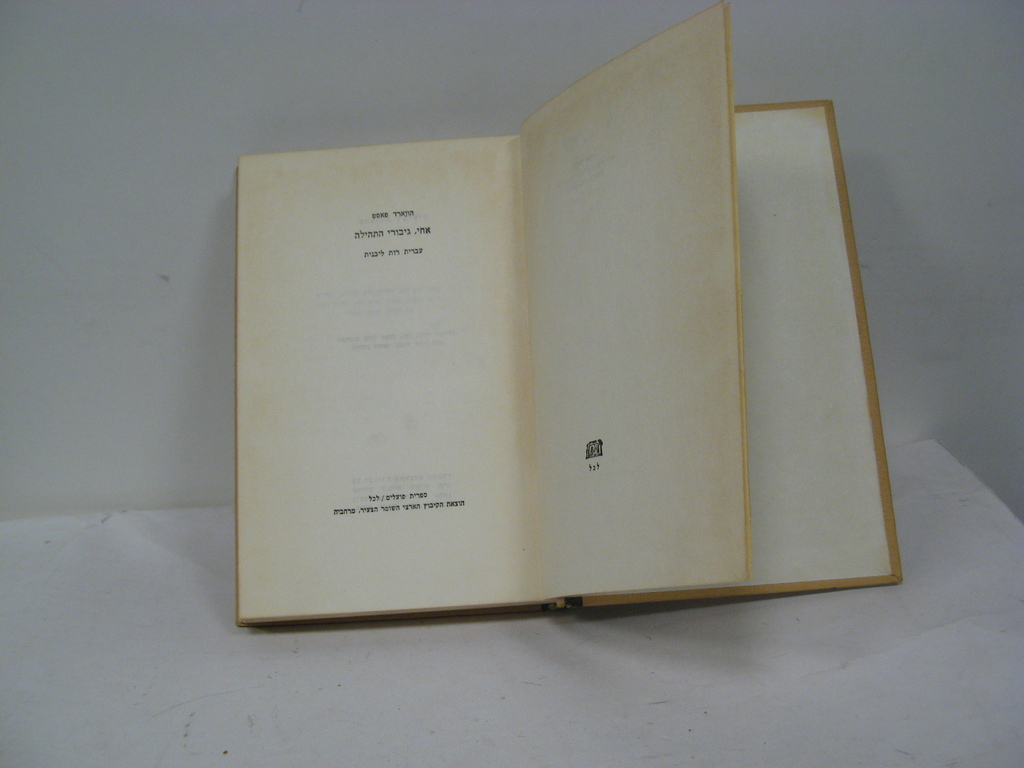 הווארד פאסט
אחי, גיבורי התהילה
עברית רות ליבנית
ספרית פועלים/לכל
הוצאת הקיבוץ הארצי השומר הצעיר, מרחביה
לכל